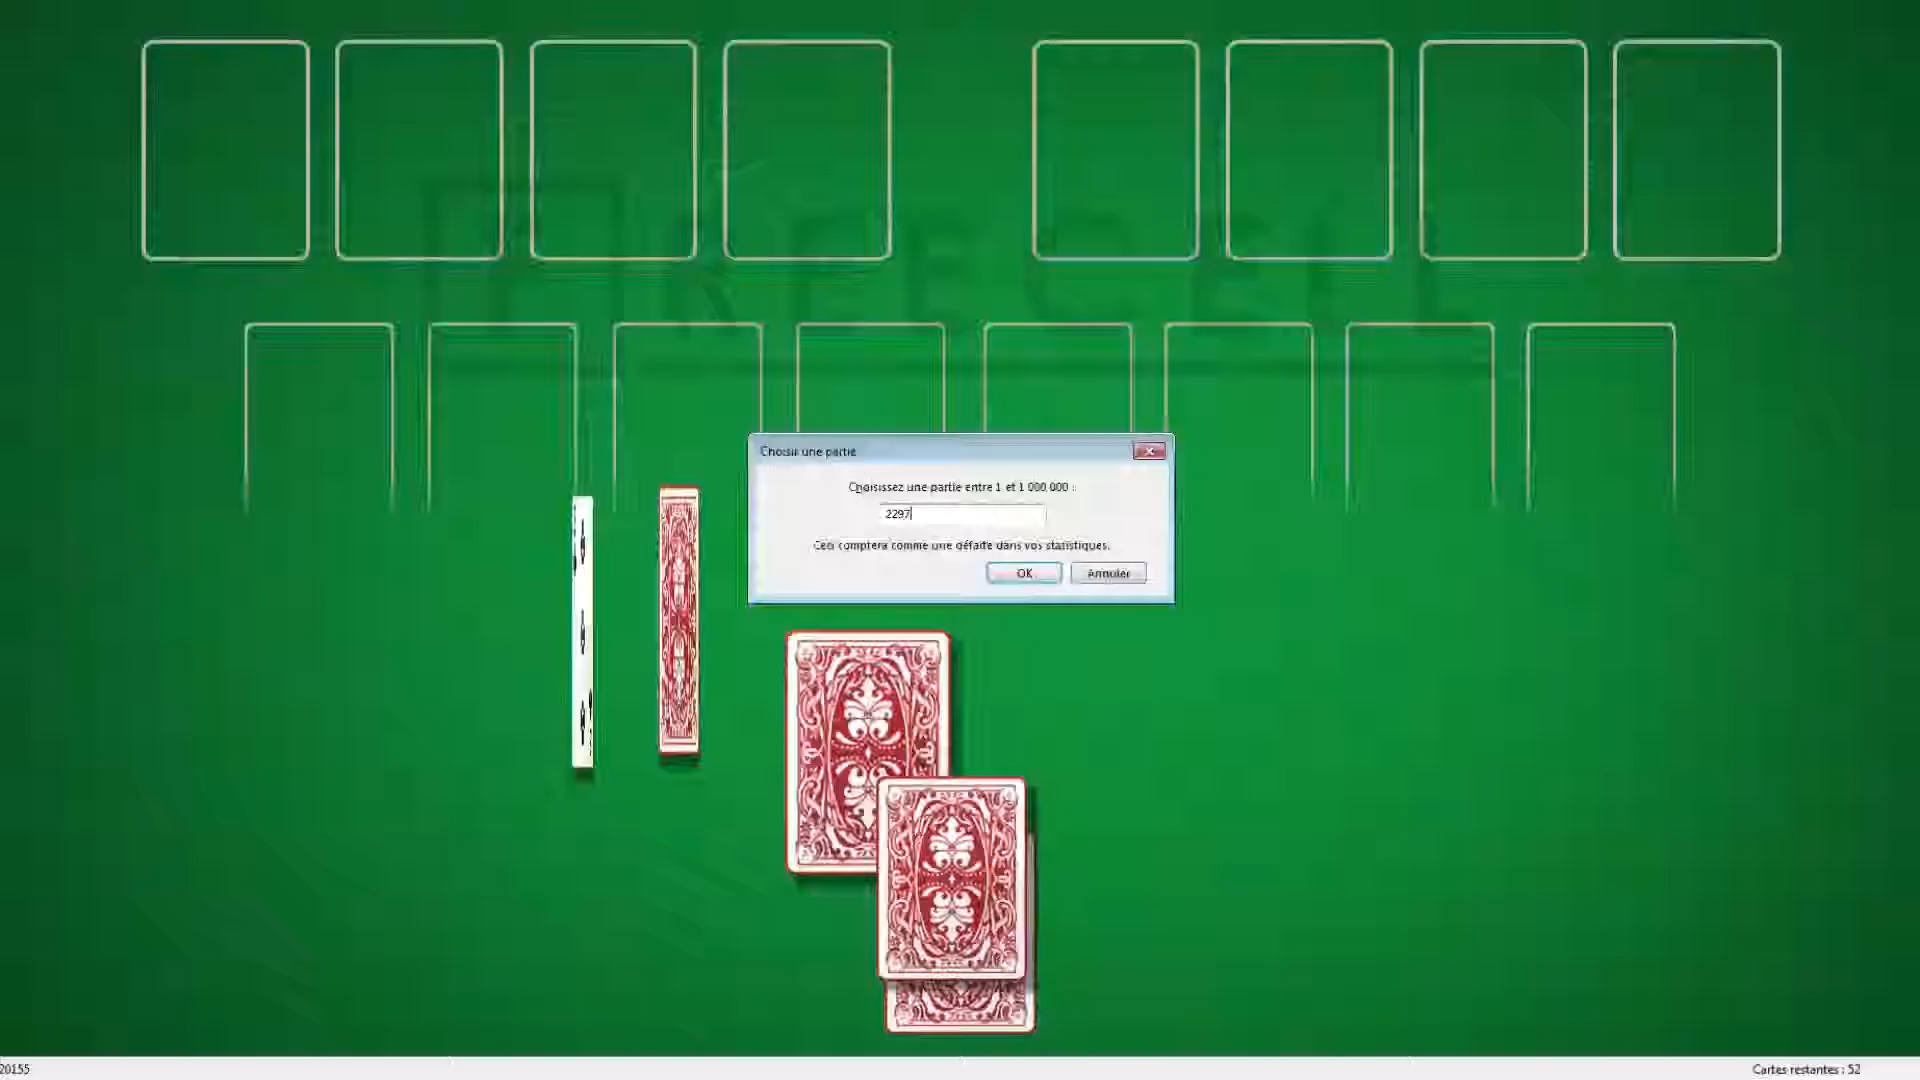 FREECELL
Choisir une partie
Choisissez une partie entre 1 et 1 000 000 :
2297
Ceci comptera comme une défaite dans vos statistiques.
OK
Annuler
20155
Cartes restantes : 52